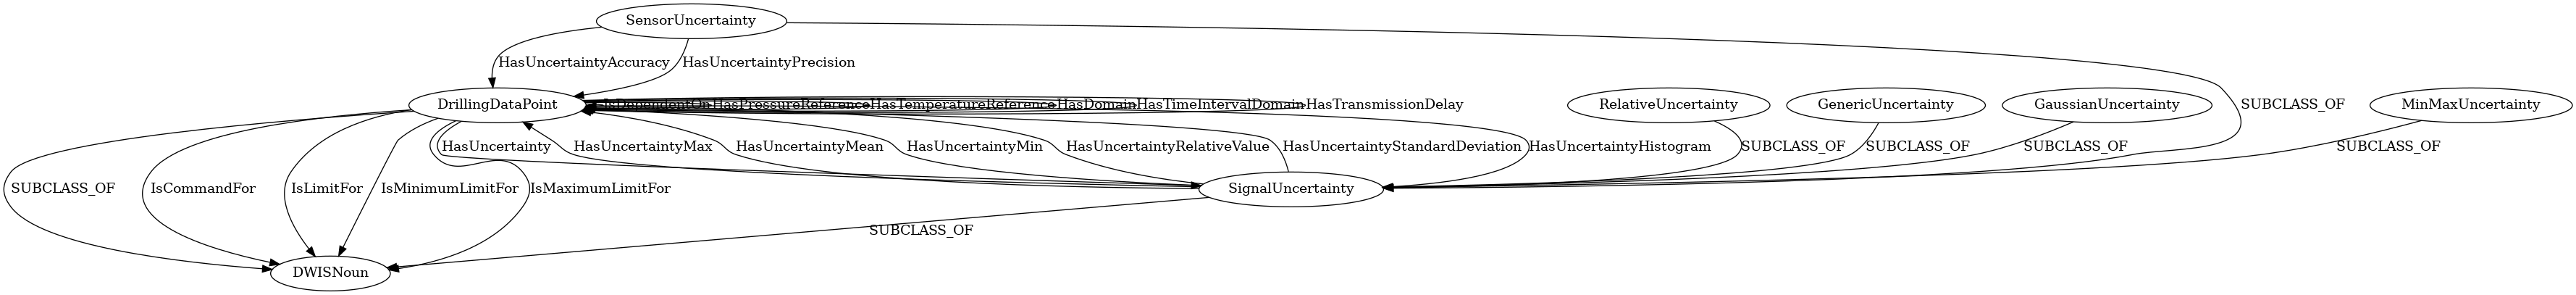 SensorUncertainty
HasUncertaintyAccuracy
HasUncertaintyPrecision
DrillingDataPoint
IsDependentOn
HasPressureReference
HasTemperatureReference
HasDomain
HasTimeIntervalDomain
HasTransmissionDelay
RelativeUncertainty
GenericUncertainty
GaussianUncertainty
MinMaxUncertainty
SUBCLASS_OF
HasUncertainty
HasUncertaintyMax
HasUncertaintyMean
HasUncertaintyMin
HasUncertaintyRelativeValue
HasUncertaintyStandardDeviation
HasUncertaintyHistogram
SUBCLASS_OF
SUBCLASS_OF
SUBCLASS_OF
SUBCLASS_OF
SUBCLASS_OF
IsCommandFor
IsLimitFor
IsMinimumLimitFor
IsMaximumLimitFor
SignalUncertainty
SUBCLASS_OF
DWISNoun